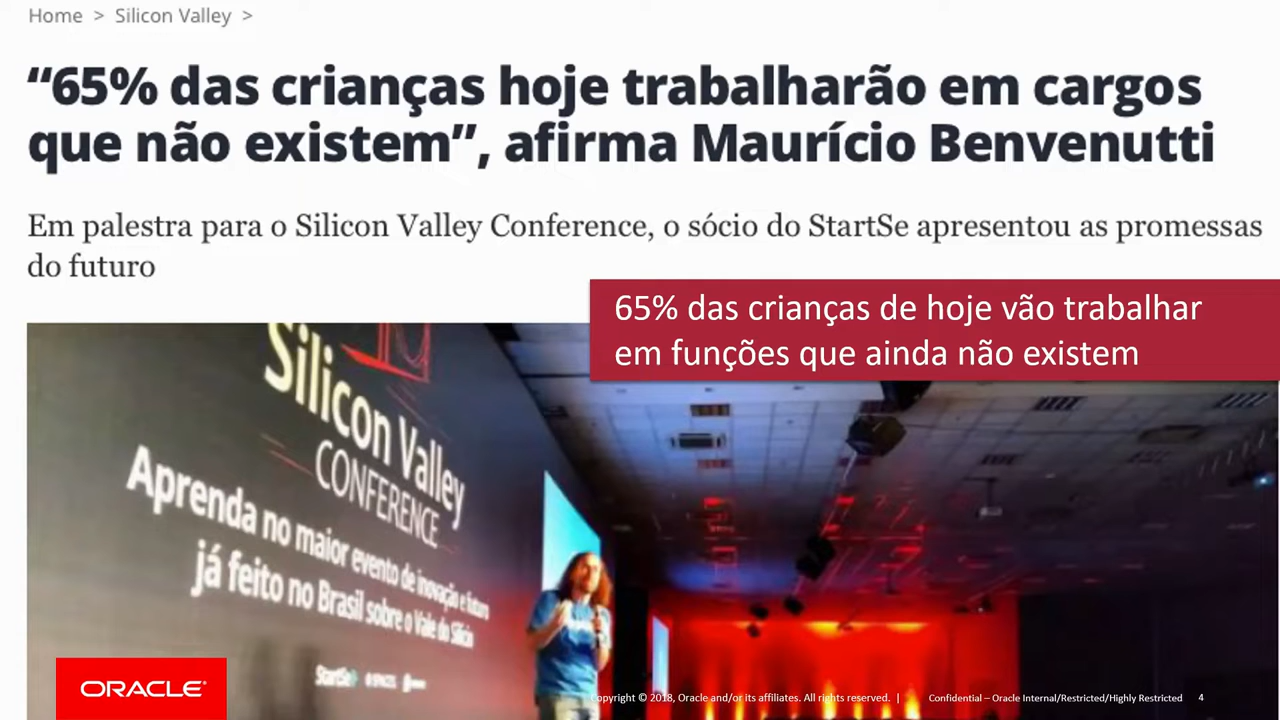 Home > Silicon Valley >
“65% das crianças hoje trabalharão em cargos
que não existem”, afirma Maurício Benvenutti
Em palestra para o Silicon Valley Conference, o sócio do StartSe apresentou as promessas
do futuro
65% das crianças de hoje vão trabalhar
em funções que ainda não existem
Silicon Valley
CONFERENCE
Aprenda no maior evento de inovação e futuro
já feito no Brasil sobre o Vale do Silício
StartSe
ORACLE
Copyright © 2018, Oracle and/or its affiliates. All rights reserved. |
Confidential – Oracle Internal/Restricted/Highly Restricted
4